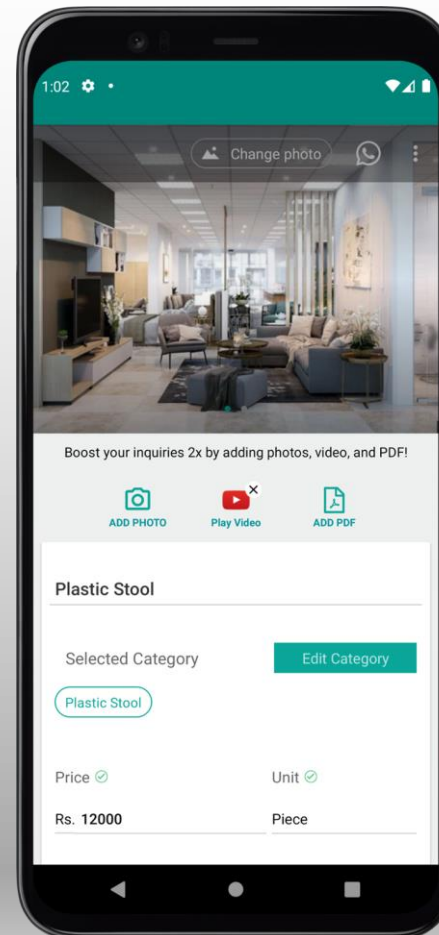 1:02
Change photo
Boost your inquiries 2x by adding photos, video, and PDF!
ADD PHOTO
Play Video
ADD PDF
Plastic Stool
Selected Category
Edit Category
Plastic Stool
Price
Unit
Rs. 12000
Piece